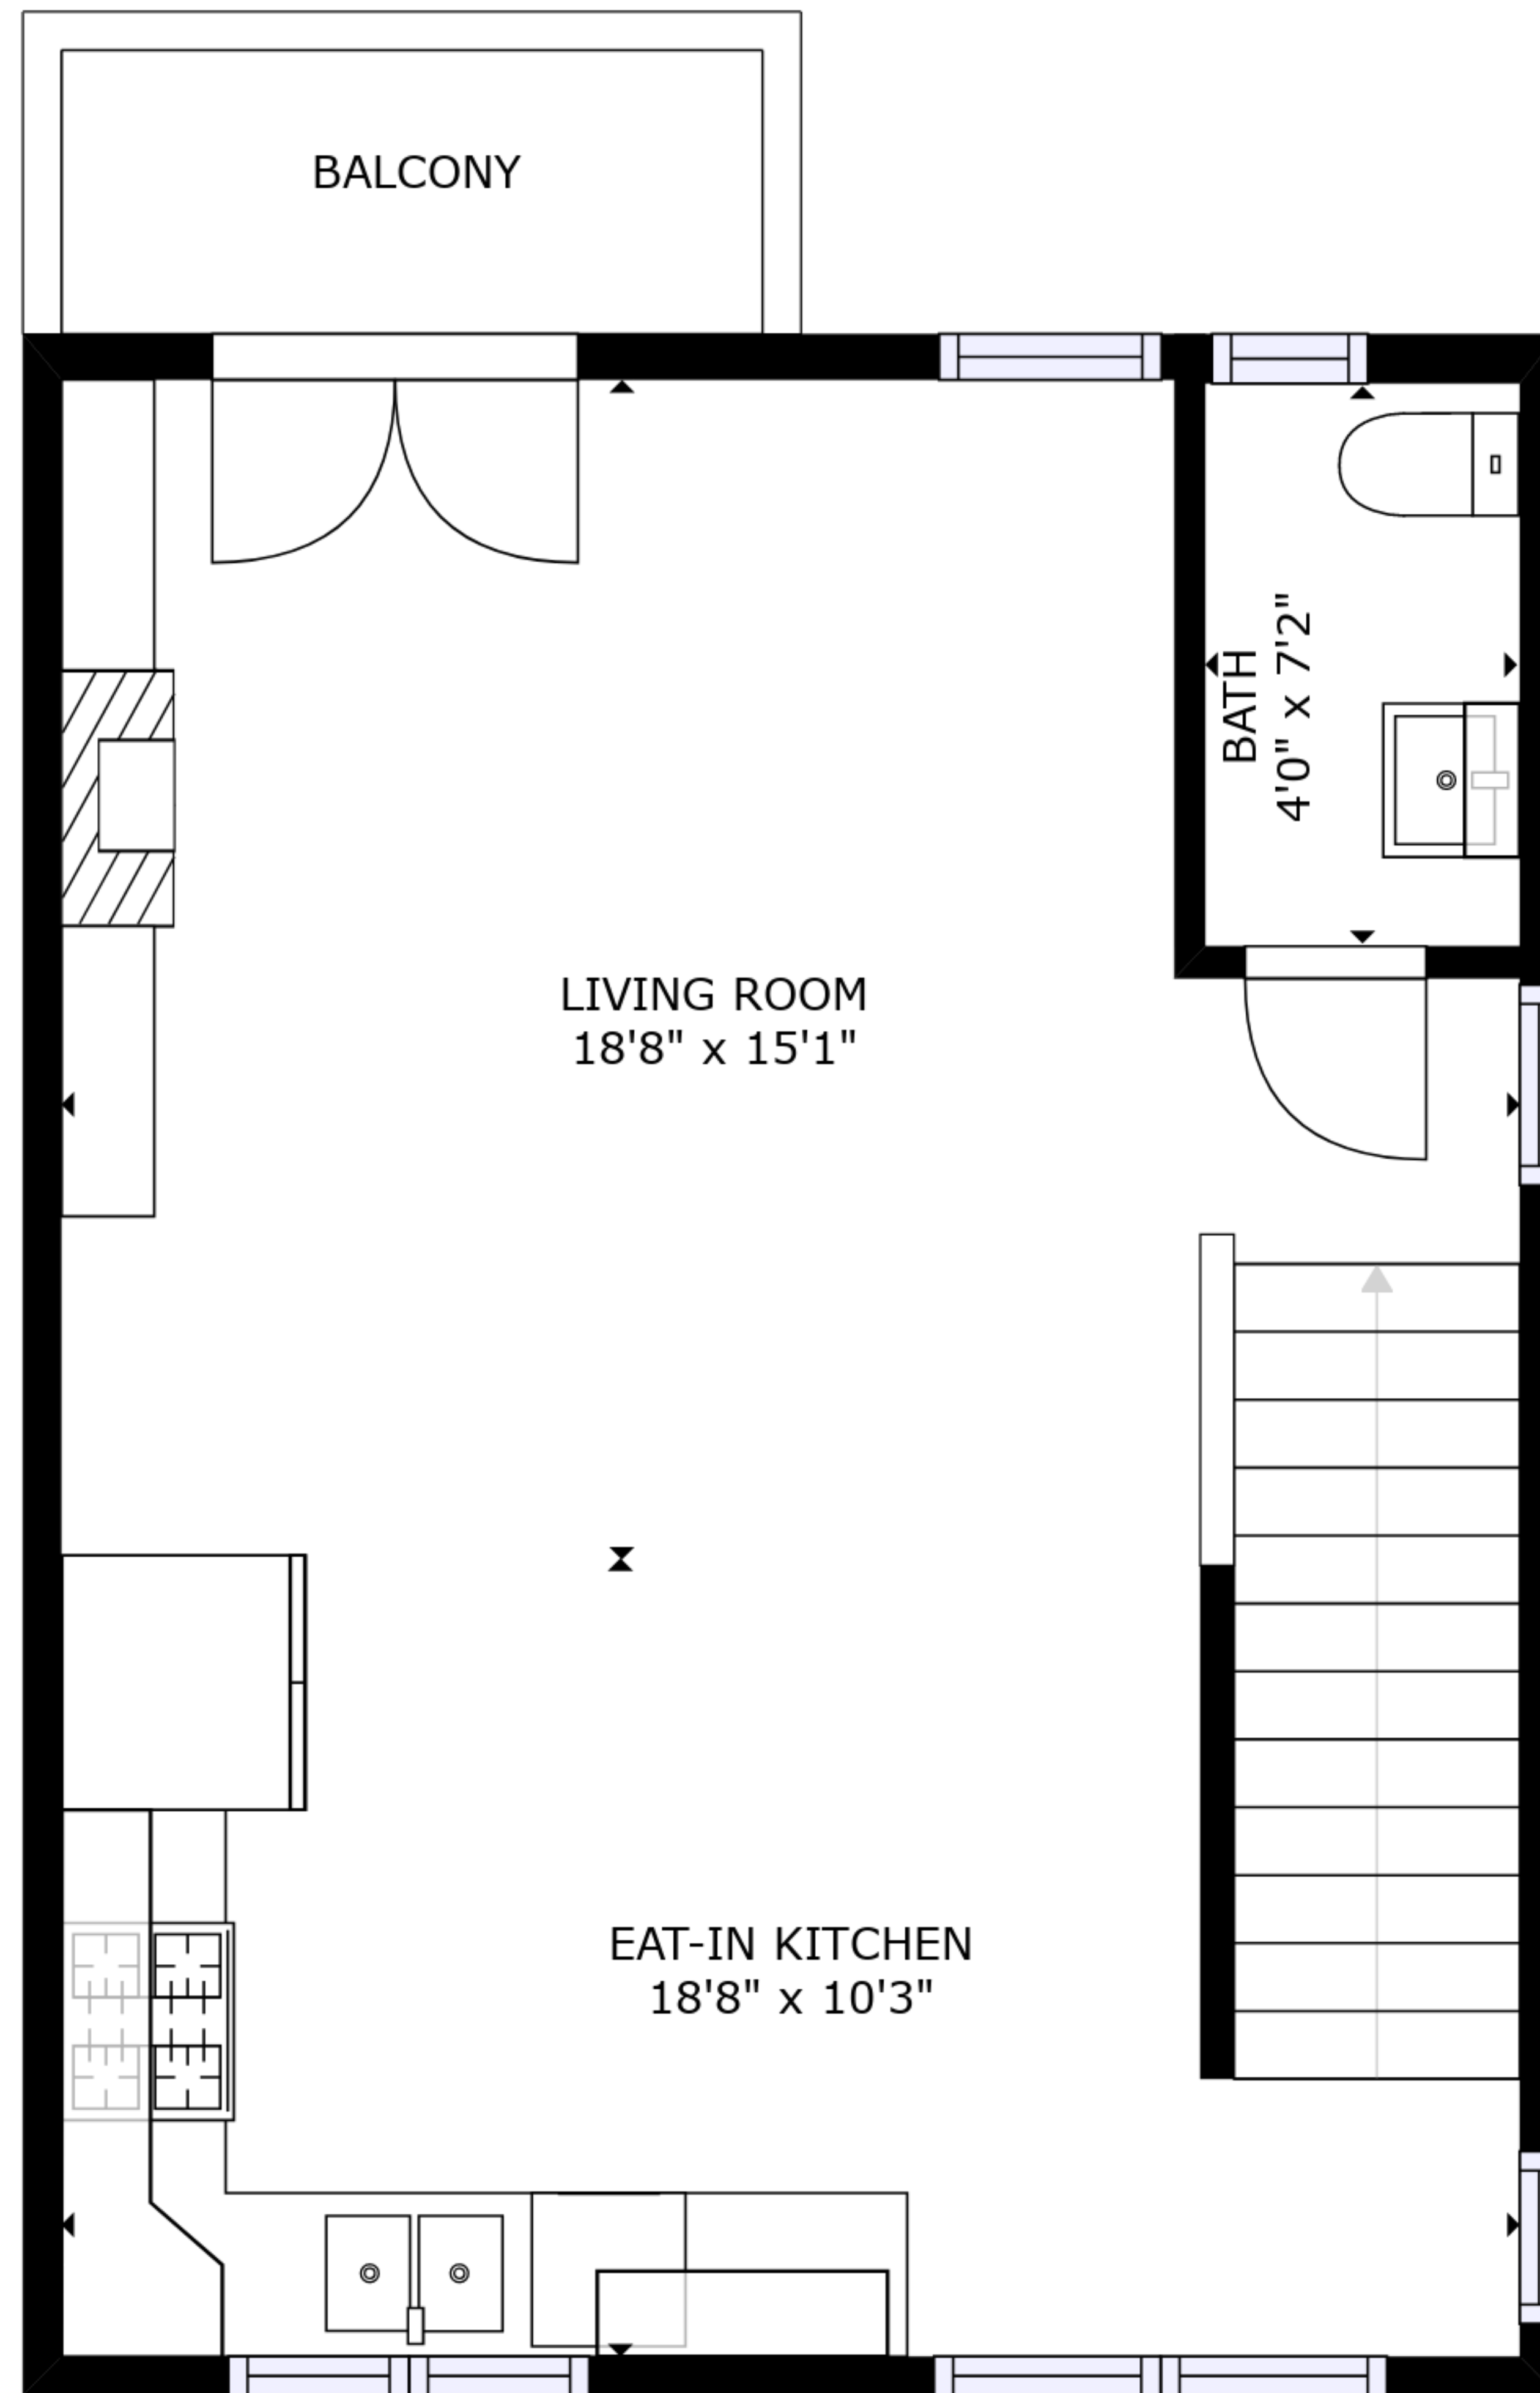 BALCONY
BATH
4'0" x 7'2"
LIVING ROOM
18'8" x 15'1"
EAT-IN KITCHEN
18'8" x 10'3"